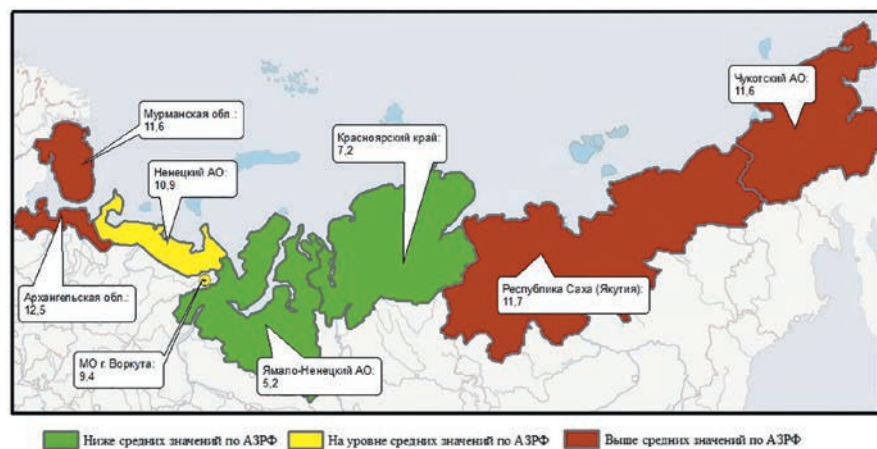 Чукотский АО:
11,6
Мурманская обл.:
11,6
Красноярский край:
7,2
Ненецкий АО:
10,9
Республика Саха (Якутия):
11,7
Архангельская обл.:
12,5
МО г. Воркута:
9,4
Ямало-Ненецкий АО:
5,2
Ниже средних значений по АЗРФ
На уровне средних значений по АЗРФ
Выше средних значений по АЗРФ